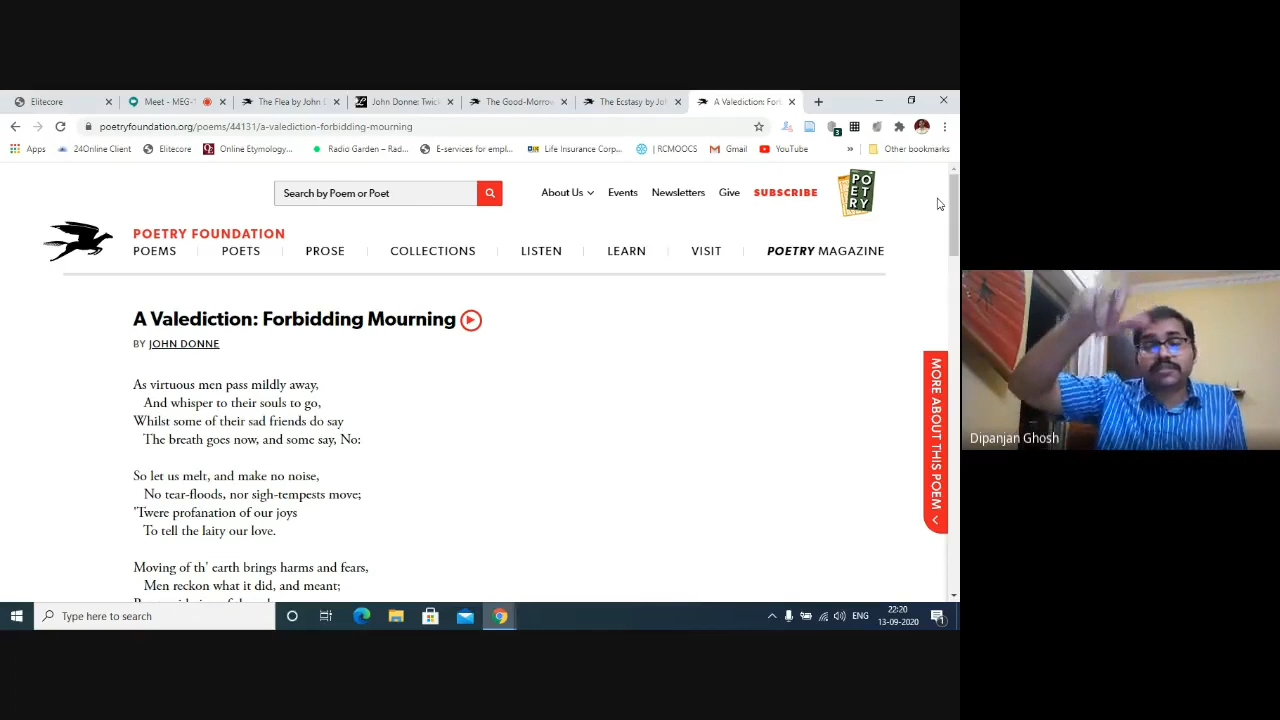 Elitecore
Meet - MEG-
The Flea by John D
John Donne: Twick
The Good-Morrow
The Ecstasy by Joh
A Valediction: Forb
poetryfoundation.org/poems/44131/a-valediction-forbidding-mourning
3
Apps
24Online Client
Elitecore
Online Etymology...
Radio Garden – Rad...
E-services for empl...
Life Insurance Corp...
| RCMOOCS
Gmail
YouTube
»
Other bookmarks
Search by Poem or Poet
About Us
Events
Newsletters
Give
SUBSCRIBE
PO
ET
RY
POETRY FOUNDATION
POEMS
POETS
PROSE
COLLECTIONS
LISTEN
LEARN
VISIT
POETRY MAGAZINE
A Valediction: Forbidding Mourning
BY JOHN DONNE
As virtuous men pass mildly away,
And whisper to their souls to go,
Whilst some of their sad friends do say
The breath goes now, and some say, No:
So let us melt, and make no noise,
No tear-floods, nor sigh-tempests move;
'Twere profanation of our joys
To tell the laity our love.
Moving of th' earth brings harms and fears,
Men reckon what it did, and meant;
MORE ABOUT THIS POEM
Dipanjan Ghosh
Type here to search
ENG
22:20
13-09-2020
1